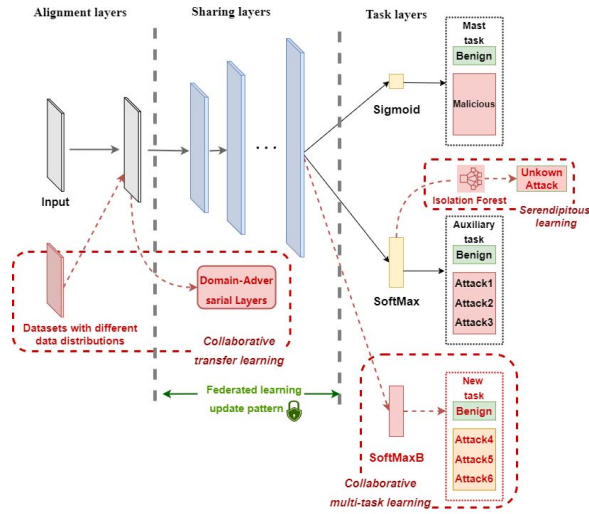 Alignment layers
Sharing layers
Task layers
Mast
task
Benign
Malicious
Sigmoid
Input
Isolation Forest
Unkown
Attack
Serendipitous
learning
Auxiliary
task
Benign
Attack1
Attack2
Attack3
SoftMax
Domain-Adver
sarial Layers
Datasets with different
data distributions
Collaborative
transfer learning
Federated learning
update pattern
New
task
Benign
Attack4
Attack5
Attack6
SoftMaxB
Collaborative
multi-task learning